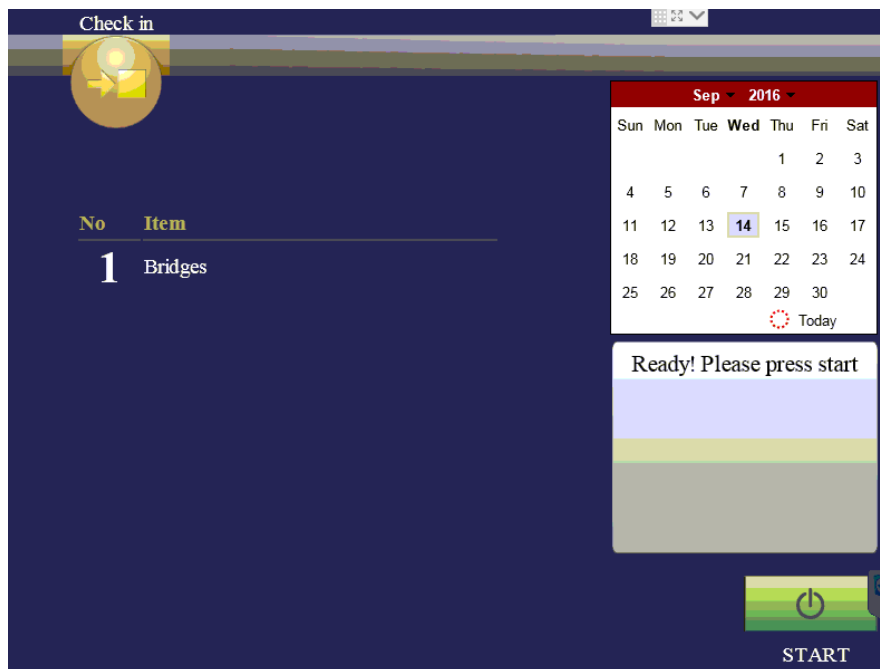 Check in
Sep 2016
Sun Mon Tue Wed Thu Fri Sat
1 2 3
4 5 6 7 8 9 10
No Item
11 12 13 14 15 16 17
1 Bridges
18 19 20 21 22 23 24
25 26 27 28 29 30
Today
Ready! Please press start
START